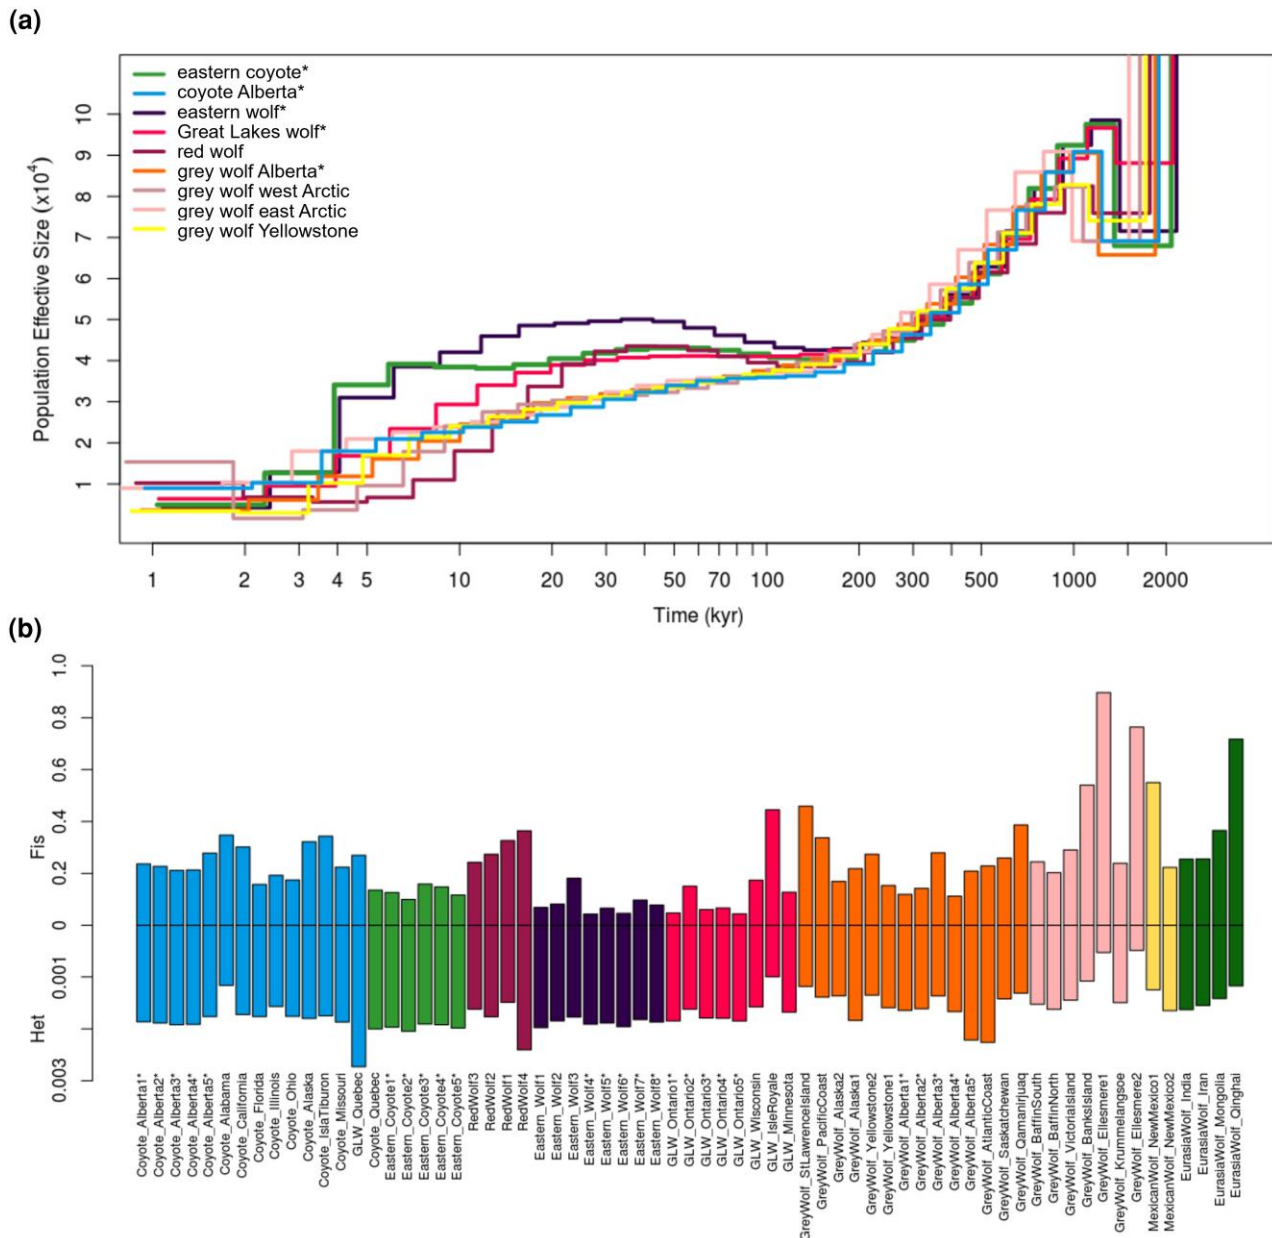 (a)
eastern coyote*
coyote Alberta*
eastern wolf*
Great Lakes wolf*
red wolf
grey wolf Alberta*
grey wolf west Arctic
grey wolf east Arctic
grey wolf Yellowstone
Population Effective Size (x10⁴)
10
9
8
7
6
5
4
3
2
1
1 2 3 4 5 10 20 30 50 70 100 200 300 500 1000 2000
Time (kyr)
(b)
Fis
1.0
0.8
0.6
0.4
0.2
0
Het
0.001
0.003
Coyote_Alberta1*
Coyote_Alberta2*
Coyote_Alberta3*
Coyote_Alberta4*
Coyote_Alberta5*
Coyote_Alabama
Coyote_California
Coyote_Florida
Coyote_Illinois
Coyote_Ohio
Coyote_Alaska
Coyote_IslaTiburon
Coyote_Missouri
GLW_Quebec
Coyote_Quebec
Eastern_Coyote1*
Eastern_Coyote2*
Eastern_Coyote3*
Eastern_Coyote4*
Eastern_Coyote5*
RedWolf3
RedWolf2
RedWolf1
RedWolf4
Eastern_Wolf1
Eastern_Wolf2
Eastern_Wolf3
Eastern_Wolf4*
Eastern_Wolf5*
Eastern_Wolf6*
Eastern_Wolf7*
Eastern_Wolf8*
GLW_Ontario1*
GLW_Ontario2*
GLW_Ontario3*
GLW_Ontario4*
GLW_Ontario5*
GLW_Wisconsin
GLW_IsleRoyale
GLW_Minnesota
GreyWolf_StLawrenceIsland
GreyWolf_PacificCoast
GreyWolf_Alaska2
GreyWolf_Alaska1
GreyWolf_Yellowstone2
GreyWolf_Yellowstone1
GreyWolf_Alberta1*
GreyWolf_Alberta2*
GreyWolf_Alberta3*
GreyWolf_Alberta4*
GreyWolf_Alberta5*
GreyWolf_AtlanticCoast
GreyWolf_Saskatchewan
GreyWolf_Qamanirjuaq
GreyWolf_BaffinSouth
GreyWolf_BaffinNorth
GreyWolf_VictoriaIsland
GreyWolf_BanksIsland
GreyWolf_Ellesmere1
GreyWolf_Krummelangsoe
GreyWolf_Ellesmere2
MexicanWolf_NewMexico1
MexicanWolf_NewMexico2
EurasiaWolf_India
EurasiaWolf_Iran
EurasiaWolf_Mongolia
EurasiaWolf_Qinghai